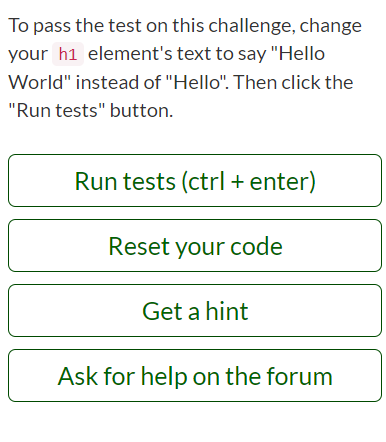 To pass the test on this challenge, change
your h1 element's text to say "Hello
World" instead of "Hello". Then click the
"Run tests" button.
Run tests (ctrl + enter)
Reset your code
Get a hint
Ask for help on the forum